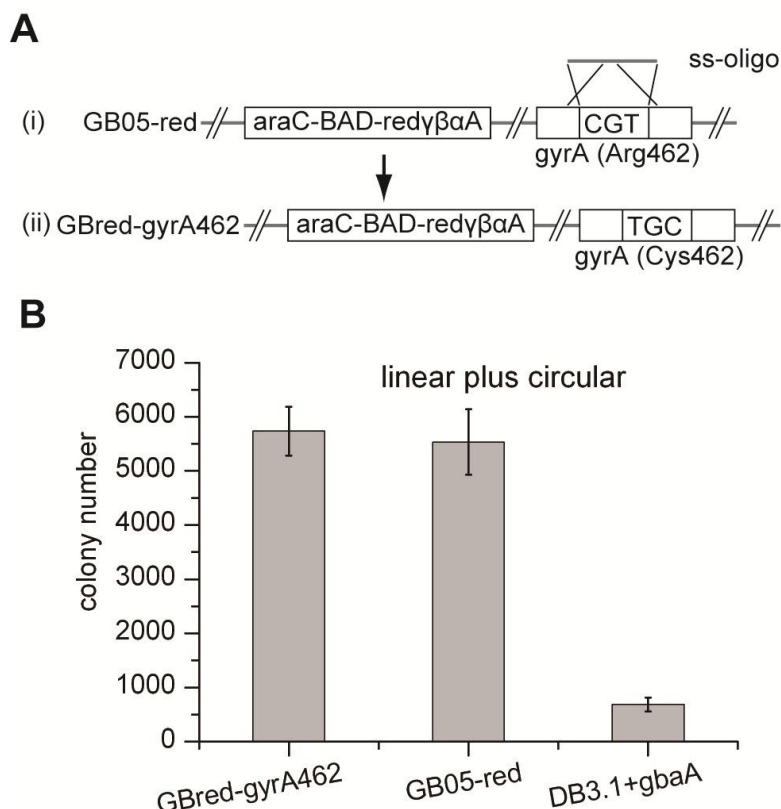 A
ss-oligo
(i) GB05-red araC-BAD-redγβαA CGT
gyrA (Arg462)
(ii) GBred-gyrA462 araC-BAD-redγβαA TGC
gyrA (Cys462)
B
linear plus circular
colony number
7000
6000
5000
4000
3000
2000
1000
0
GBred-gyrA462 GB05-red DB3.1+gbaA